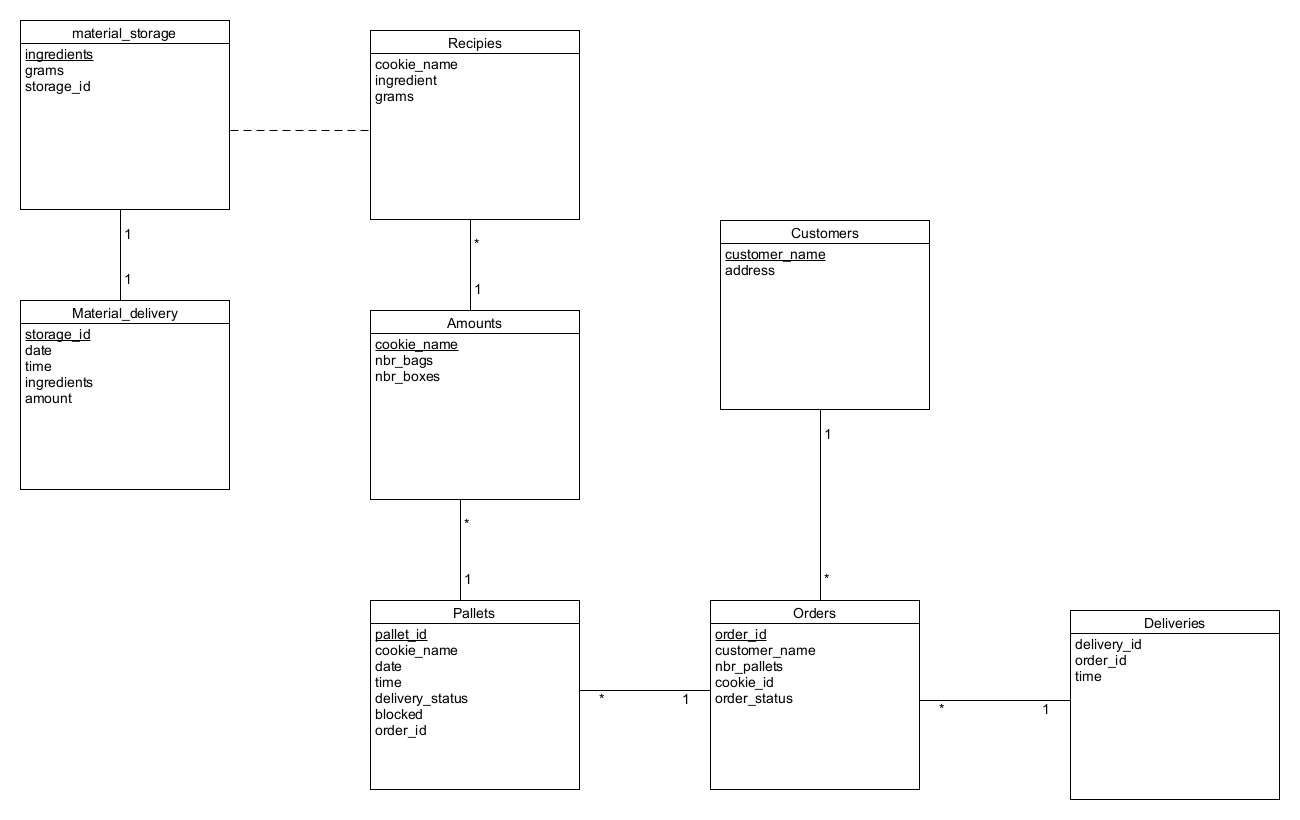 material_storage
ingredients
grams
storage_id
Recipies
cookie_name
ingredient
grams
1
1
Material_delivery
storage_id
date
time
ingredients
amount
*
1
Amounts
cookie_name
nbr_bags
nbr_boxes
Customers
customer_name
address
*
1
1
*
Pallets
pallet_id
cookie_name
date
time
delivery_status
blocked
order_id
* 1
Orders
order_id
customer_name
nbr_pallets
cookie_id
order_status
* 1
Deliveries
delivery_id
order_id
time